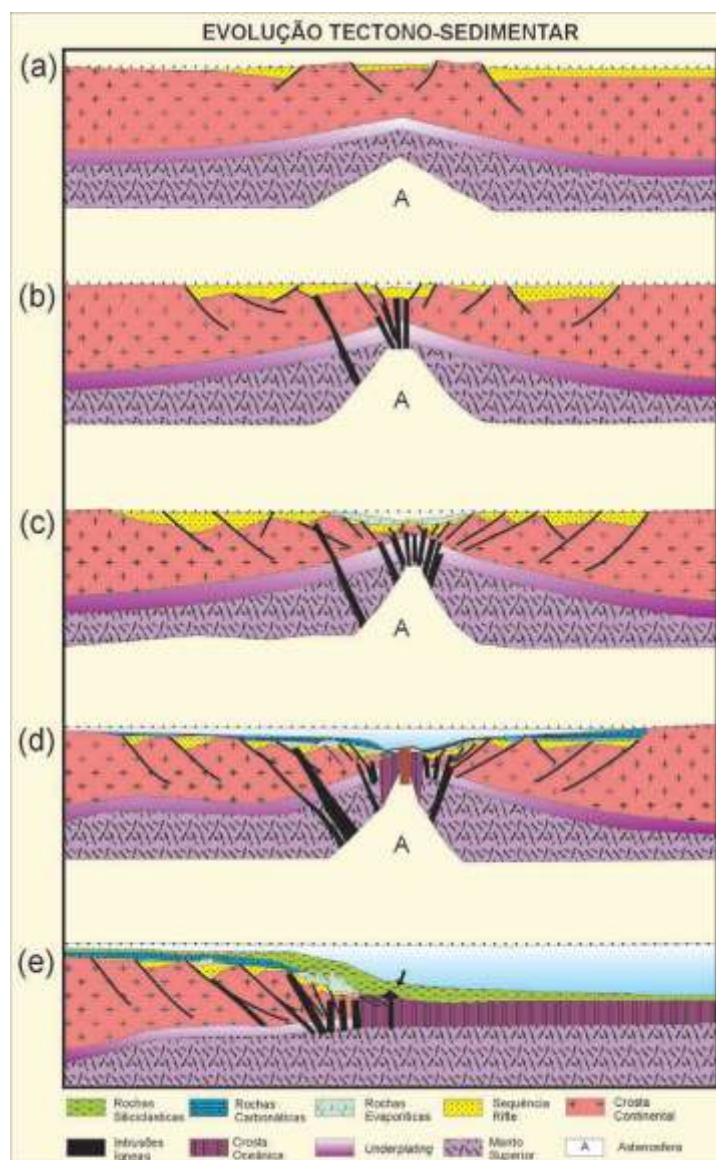 EVOLUÇÃO TECTONO-SEDIMENTAR
(a)
A
(b)
A
(c)
A
(d)
A
(e)
Rochas Siliciclásticas
Rochas Carbonáticas
Rochas Evaporíticas
Sequência Rifte
Crosta Continental
Intrusões Ígneas
Crosta Oceânica
Underplating
Manto Superior
A
Astenosfera